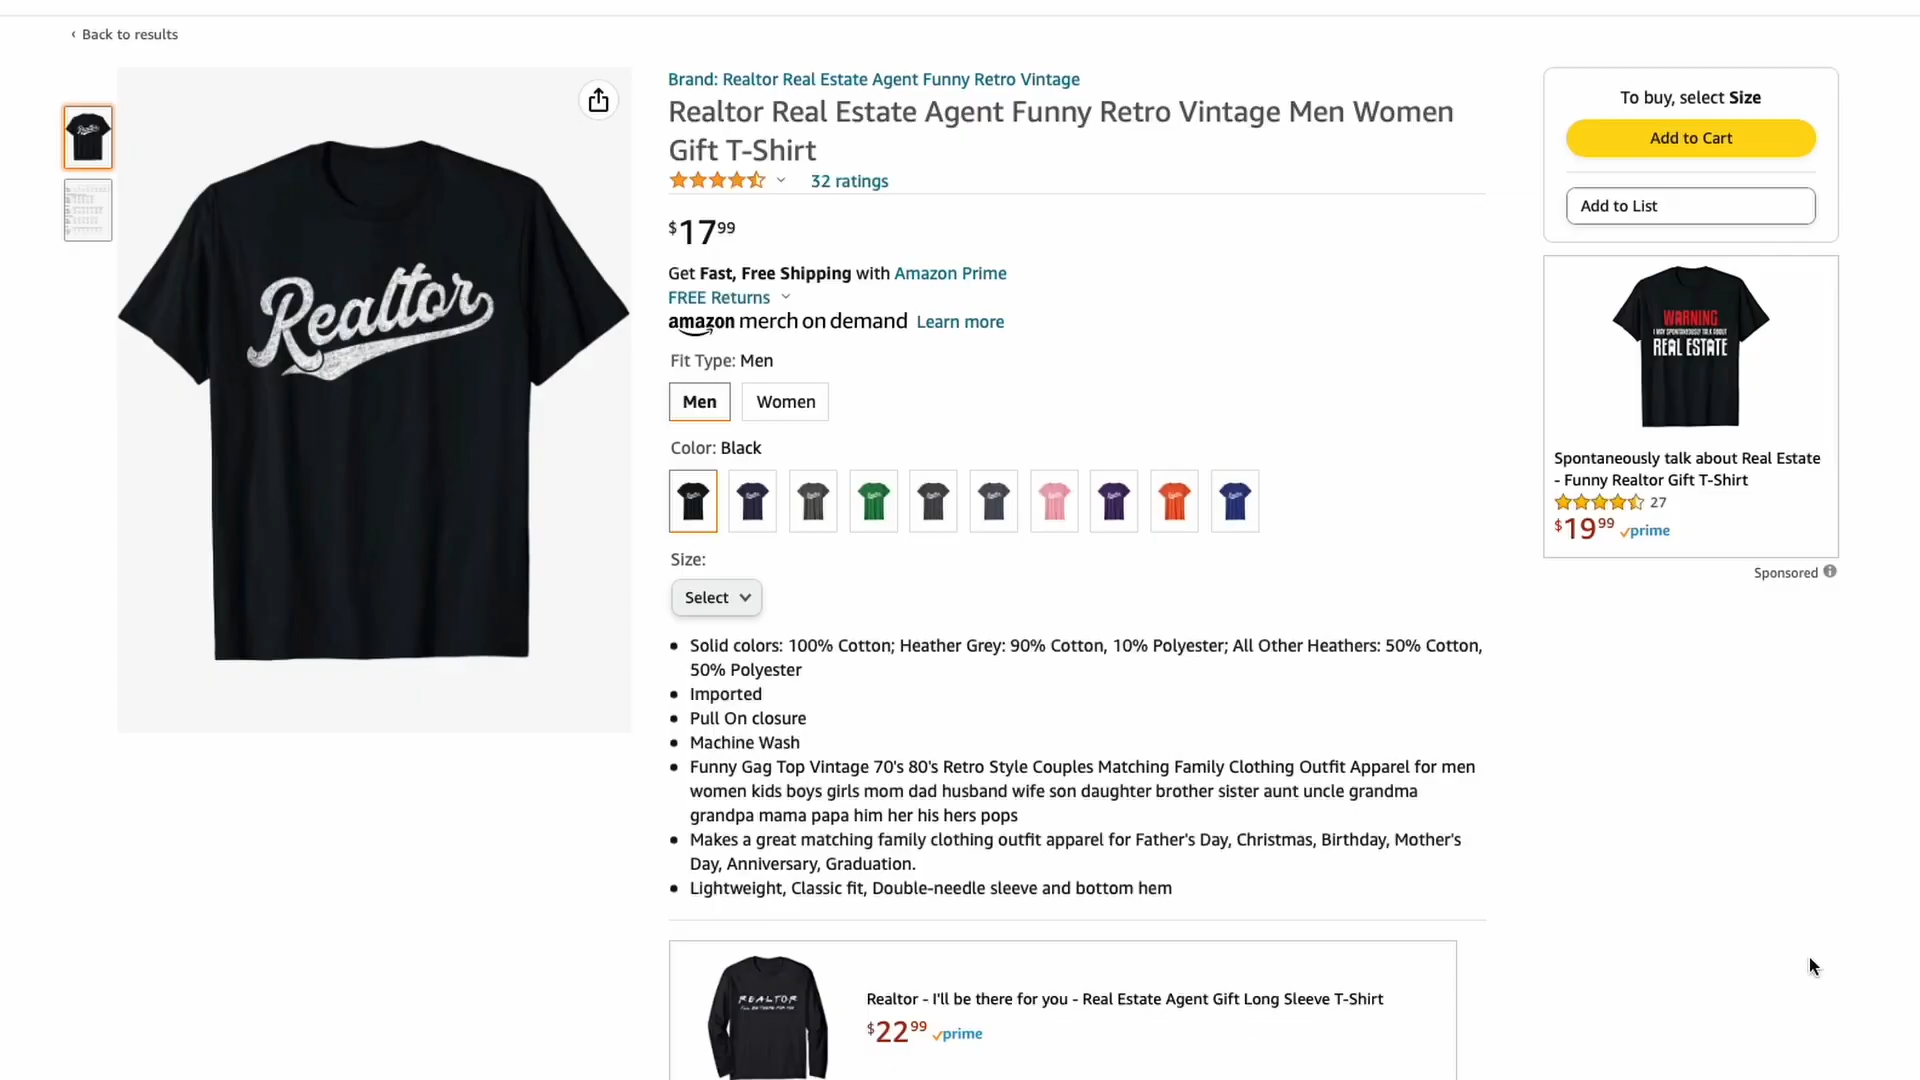 ‹ Back to results
Realtor
Brand: Realtor Real Estate Agent Funny Retro Vintage
Realtor Real Estate Agent Funny Retro Vintage Men Women
Gift T-Shirt
32 ratings
$17 99
Get Fast, Free Shipping with Amazon Prime
FREE Returns
amazon merch on demand Learn more
Fit Type: Men
Men Women
Color: Black
Size:
Select
• Solid colors: 100% Cotton; Heather Grey: 90% Cotton, 10% Polyester; All Other Heathers: 50% Cotton,
50% Polyester
• Imported
• Pull On closure
• Machine Wash
• Funny Gag Top Vintage 70's 80's Retro Style Couples Matching Family Clothing Outfit Apparel for men
women kids boys girls mom dad husband wife son daughter brother sister aunt uncle grandma
grandpa mama papa him her his hers pops
• Makes a great matching family clothing outfit apparel for Father's Day, Christmas, Birthday, Mother's
Day, Anniversary, Graduation.
• Lightweight, Classic fit, Double-needle sleeve and bottom hem
REALTOR
I'LL BE THERE FOR YOU
Realtor - I'll be there for you - Real Estate Agent Gift Long Sleeve T-Shirt
$22 99 prime
To buy, select Size
Add to Cart
Add to List
WARNING
I MAY SPONTANEOUSLY TALK ABOUT
REAL ESTATE
Spontaneously talk about Real Estate
- Funny Realtor Gift T-Shirt
27
$19 99 prime
Sponsored